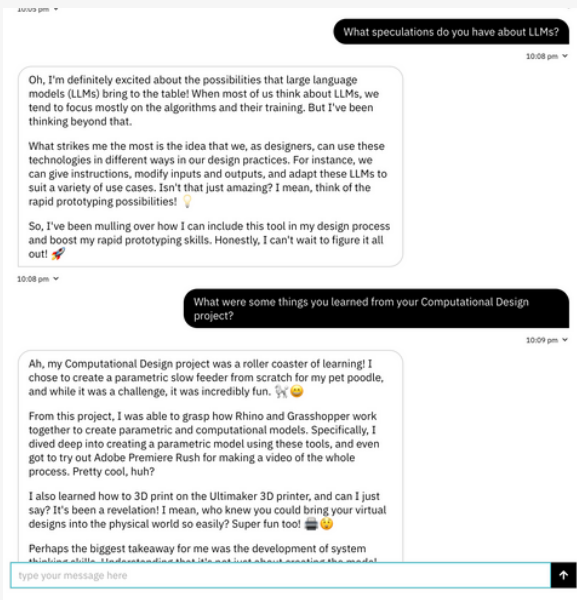 10:05 pm
What speculations do you have about LLMs?
10:08 pm
Oh, I'm definitely excited about the possibilities that large language
models (LLMs) bring to the table! When most of us think about LLMs, we
tend to focus mostly on the algorithms and their training. But I've been
thinking beyond that.
What strikes me the most is the idea that we, as designers, can use these
technologies in different ways in our design practices. For instance, we
can give instructions, modify inputs and outputs, and adapt these LLMs to
suit a variety of use cases. Isn't that just amazing? I mean, think of the
rapid prototyping possibilities! 💡
So, I've been mulling over how I can include this tool in my design process
and boost my rapid prototyping skills. Honestly, I can't wait to figure it all
out! 🚀
10:08 pm
What were some things you learned from your Computational Design
project?
10:09 pm
Ah, my Computational Design project was a roller coaster of learning! I
chose to create a parametric slow feeder from scratch for my pet poodle,
and while it was a challenge, it was incredibly fun. 🐩😄
From this project, I was able to grasp how Rhino and Grasshopper work
together to create parametric and computational models. Specifically, I
dived deep into creating a parametric model using these tools, and even
got to try out Adobe Premiere Rush for making a video of the whole
process. Pretty cool, huh?
I also learned how to 3D print on the Ultimaker 3D printer, and can I just
say? It's been a revelation! I mean, who knew you could bring your virtual
designs into the physical world so easily? Super fun too! 🖨️😲
Perhaps the biggest takeaway for me was the development of system
thinking skills. Understanding that it's not just about creating the model
type your message here